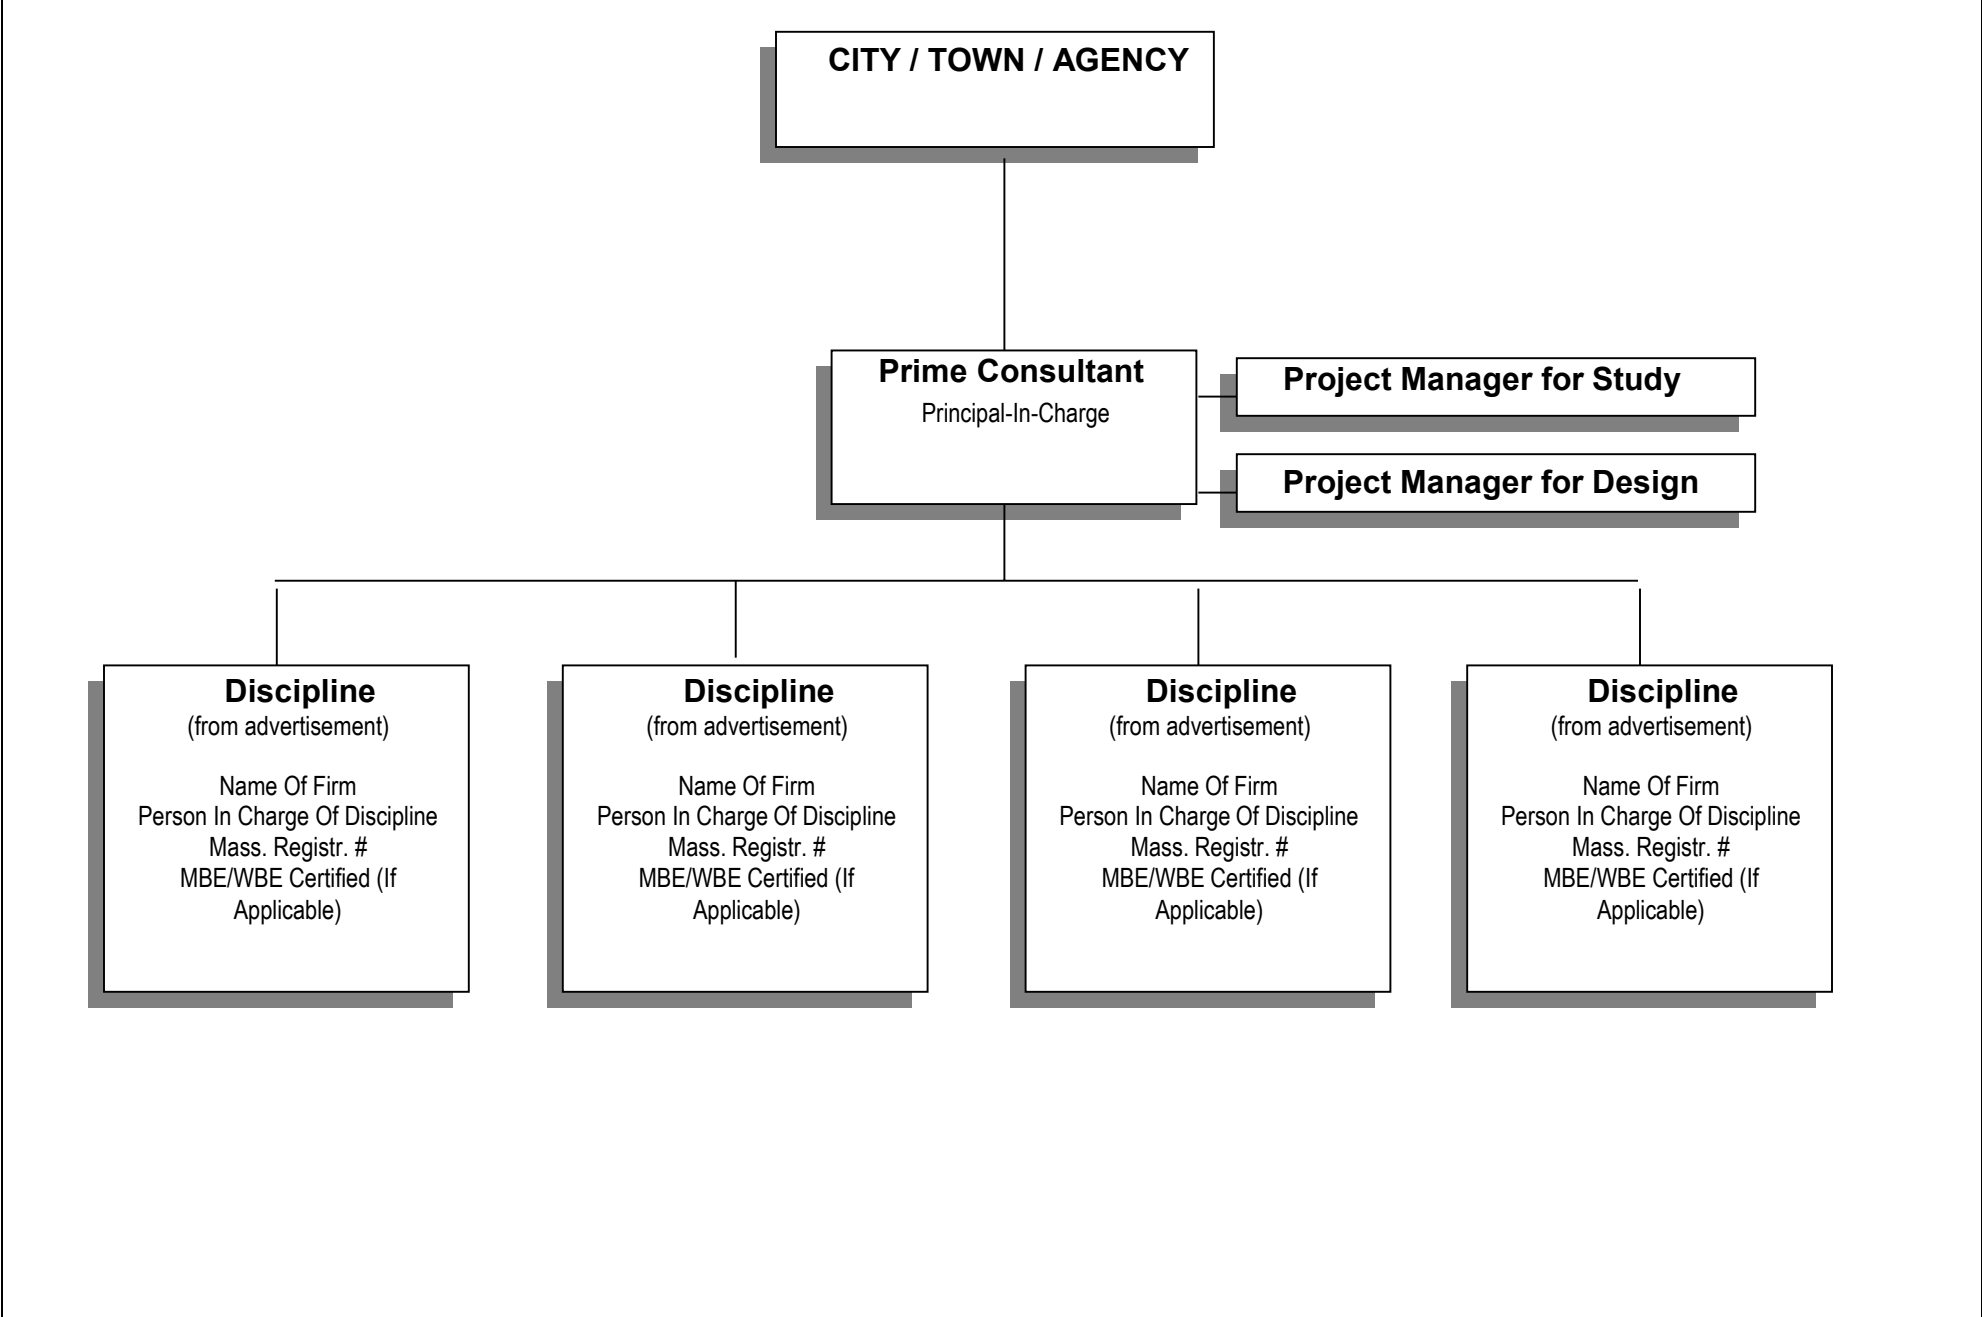 CITY / TOWN / AGENCY
Prime Consultant
Principal-In-Charge
Project Manager for Study
Project Manager for Design
Discipline
(from advertisement)
Name Of Firm
Person In Charge Of Discipline
Mass. Registr. #
MBE/WBE Certified (If
Applicable)
Discipline
(from advertisement)
Name Of Firm
Person In Charge Of Discipline
Mass. Registr. #
MBE/WBE Certified (If
Applicable)
Discipline
(from advertisement)
Name Of Firm
Person In Charge Of Discipline
Mass. Registr. #
MBE/WBE Certified (If
Applicable)
Discipline
(from advertisement)
Name Of Firm
Person In Charge Of Discipline
Mass. Registr. #
MBE/WBE Certified (If
Applicable)